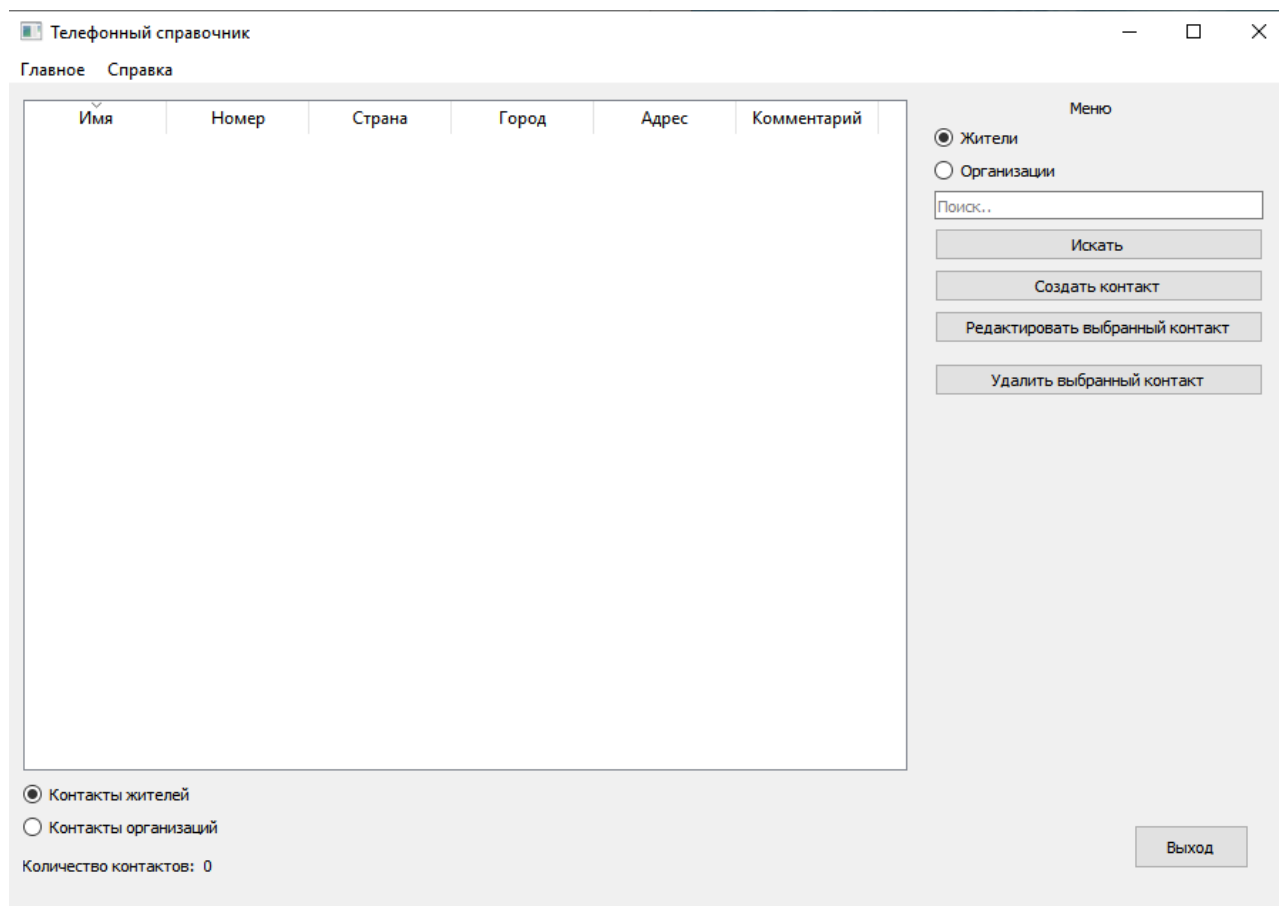 Телефонный справочник
Главное Справка
Имя Номер Страна Город Адрес Комментарий
Меню
Жители
Организации
Поиск..
Искать
Создать контакт
Редактировать выбранный контакт
Удалить выбранный контакт
Контакты жителей
Контакты организаций
Количество контактов: 0
Выход